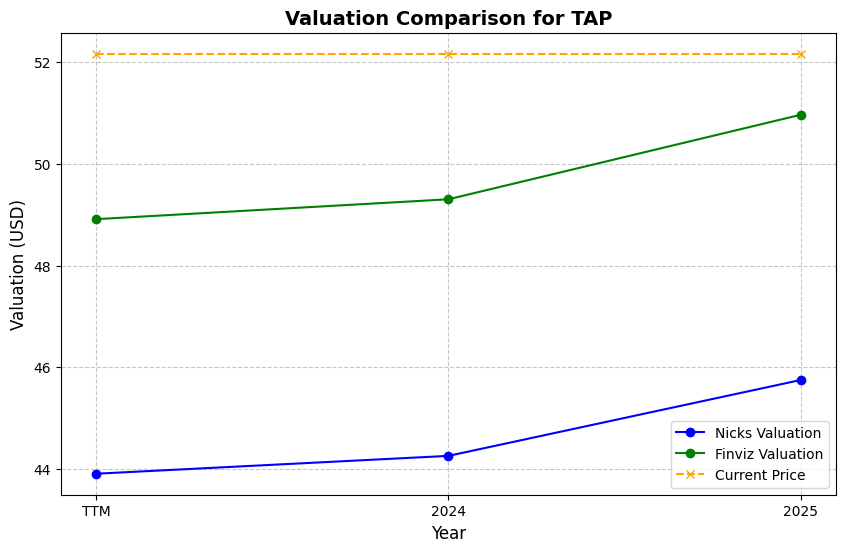 Valuation Comparison for TAP
Valuation (USD)
52
50
48
46
44
TTM
2024
2025
Year
Nicks Valuation
Finviz Valuation
Current Price